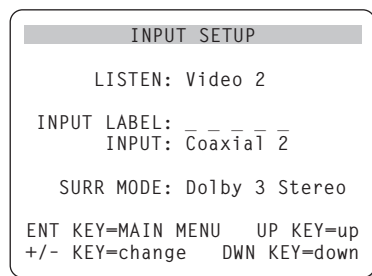 INPUT SETUP
LISTEN: Video 2
INPUT LABEL: _ _ _ _ _
INPUT: Coaxial 2
SURR MODE: Dolby 3 Stereo
ENT KEY=MAIN MENU UP KEY=up
+/- KEY=change DWN KEY=down